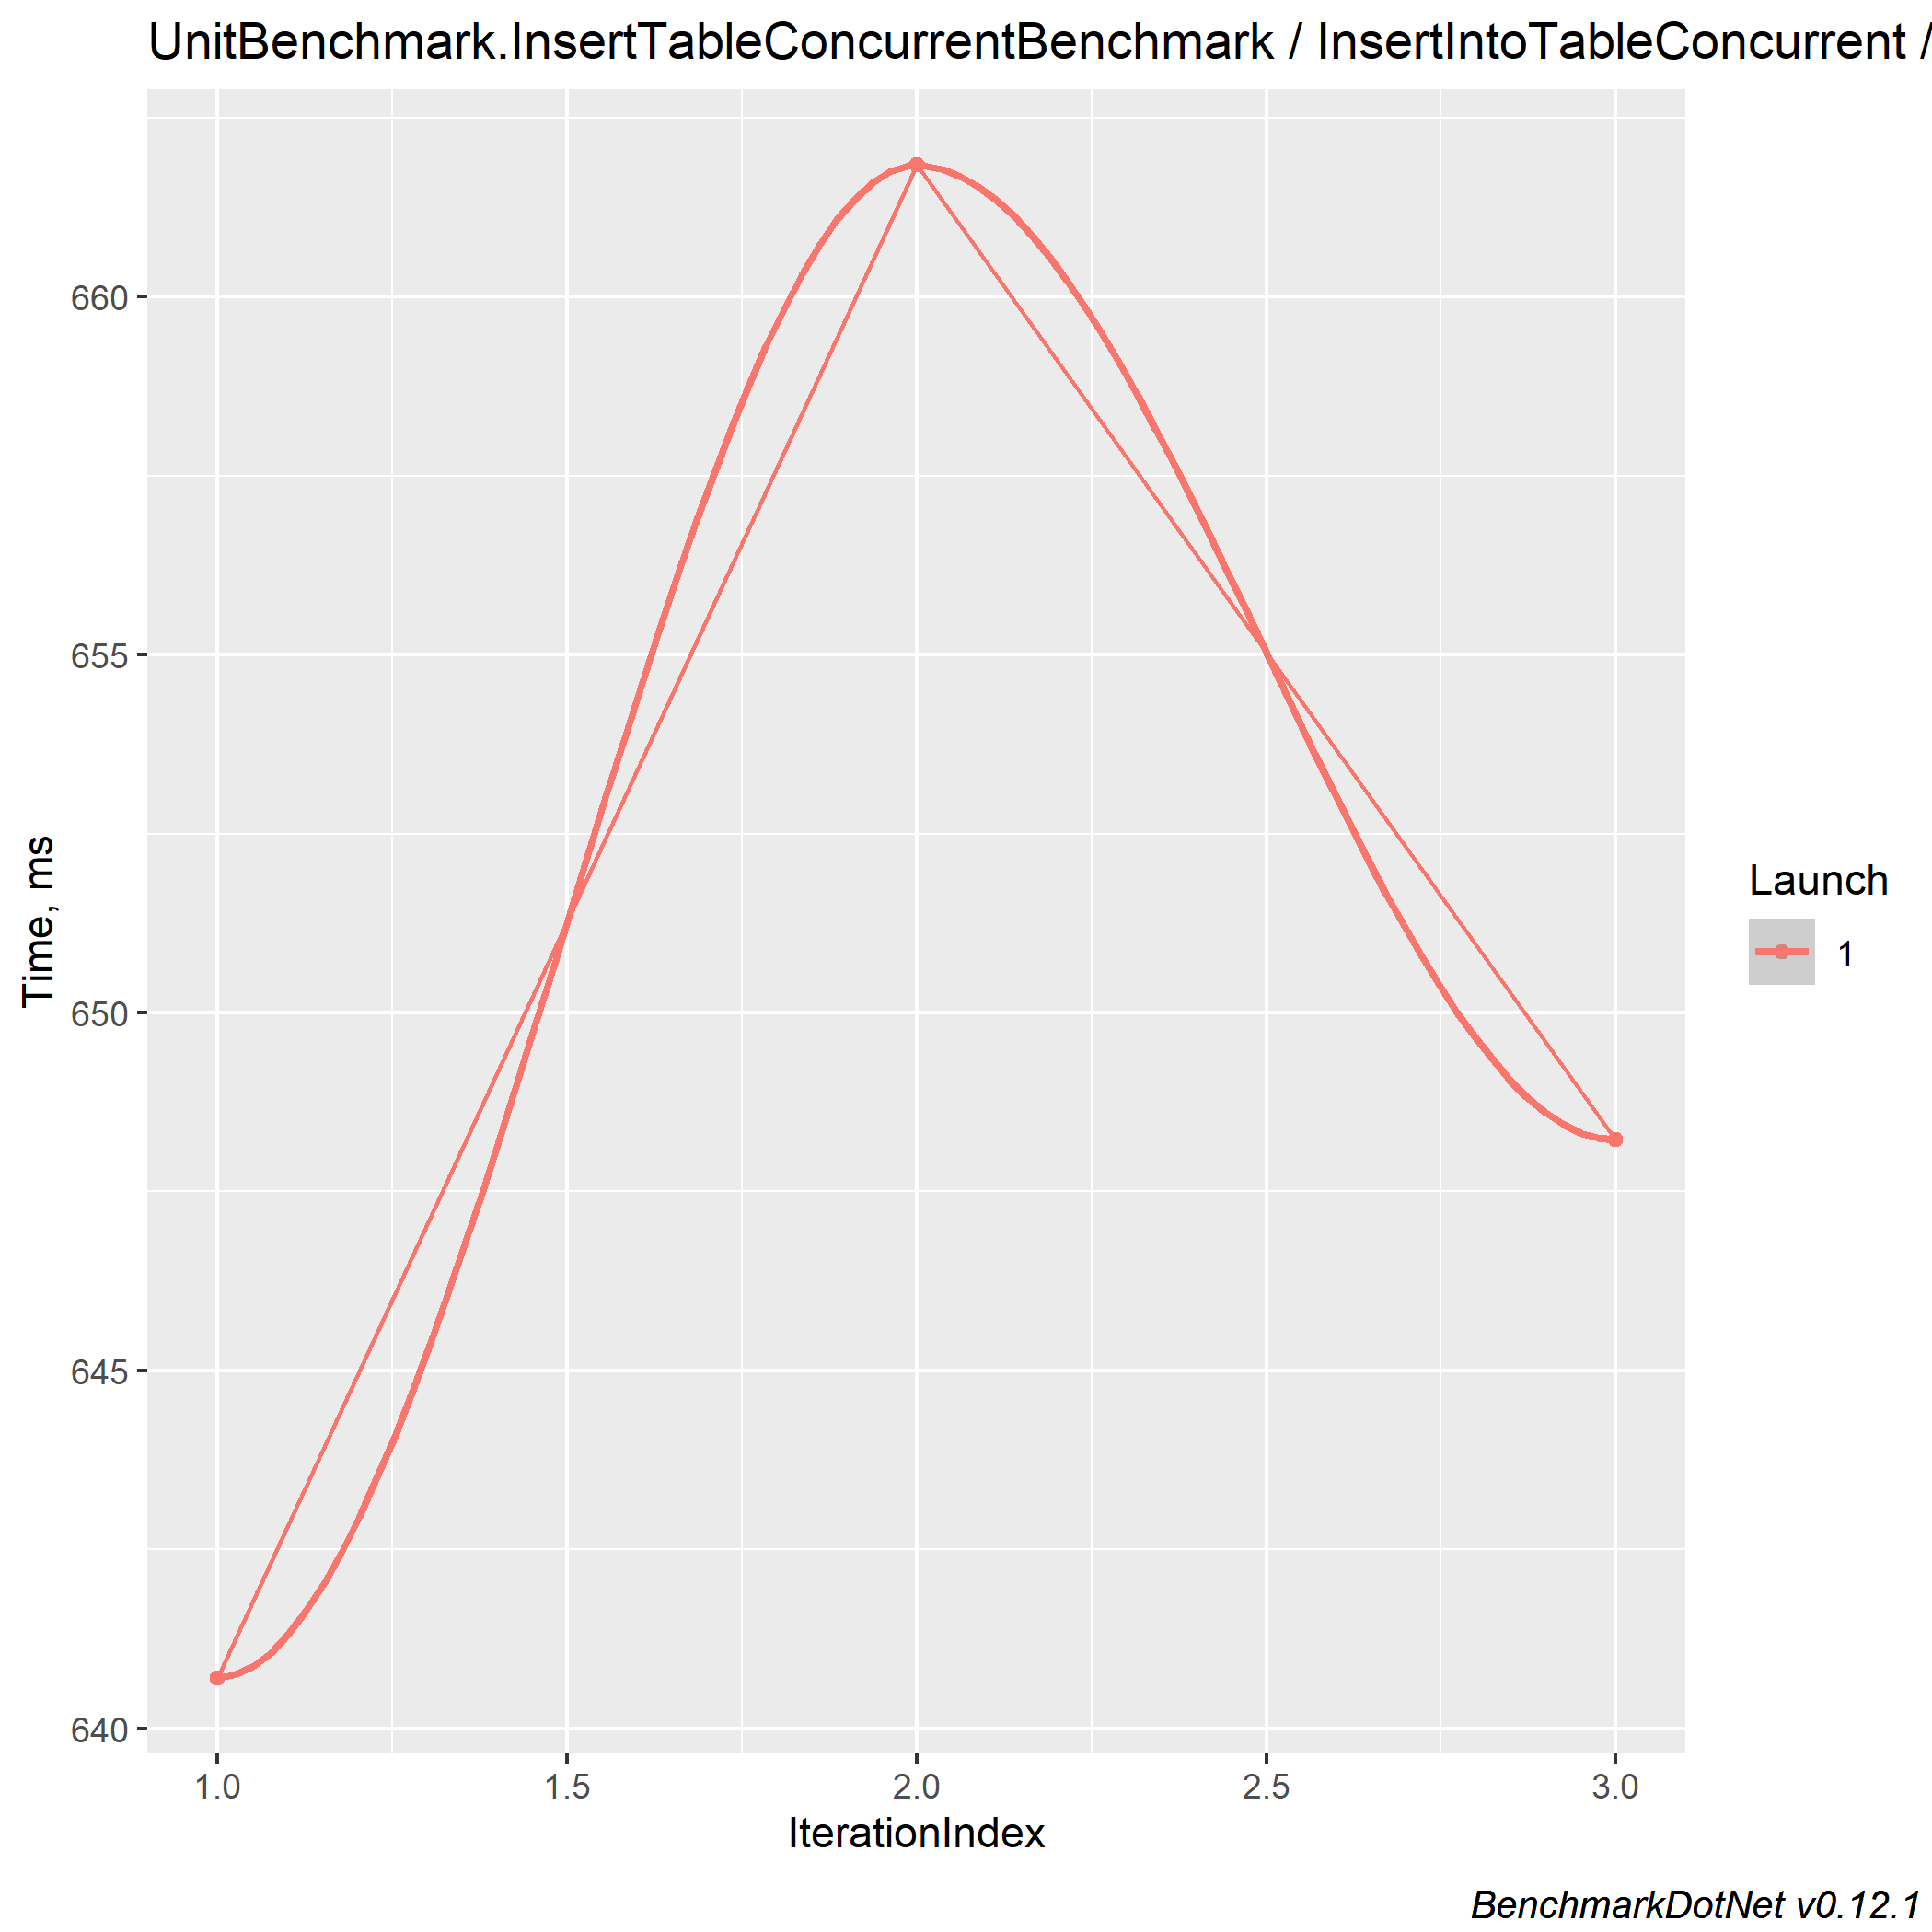 UnitBenchmark.InsertTableConcurrentBenchmark / InsertIntoTableConcurrent /
660
655
650
645
640
Time, ms
1.0 1.5 2.0 2.5 3.0
IterationIndex
Launch
1
BenchmarkDotNet v0.12.1